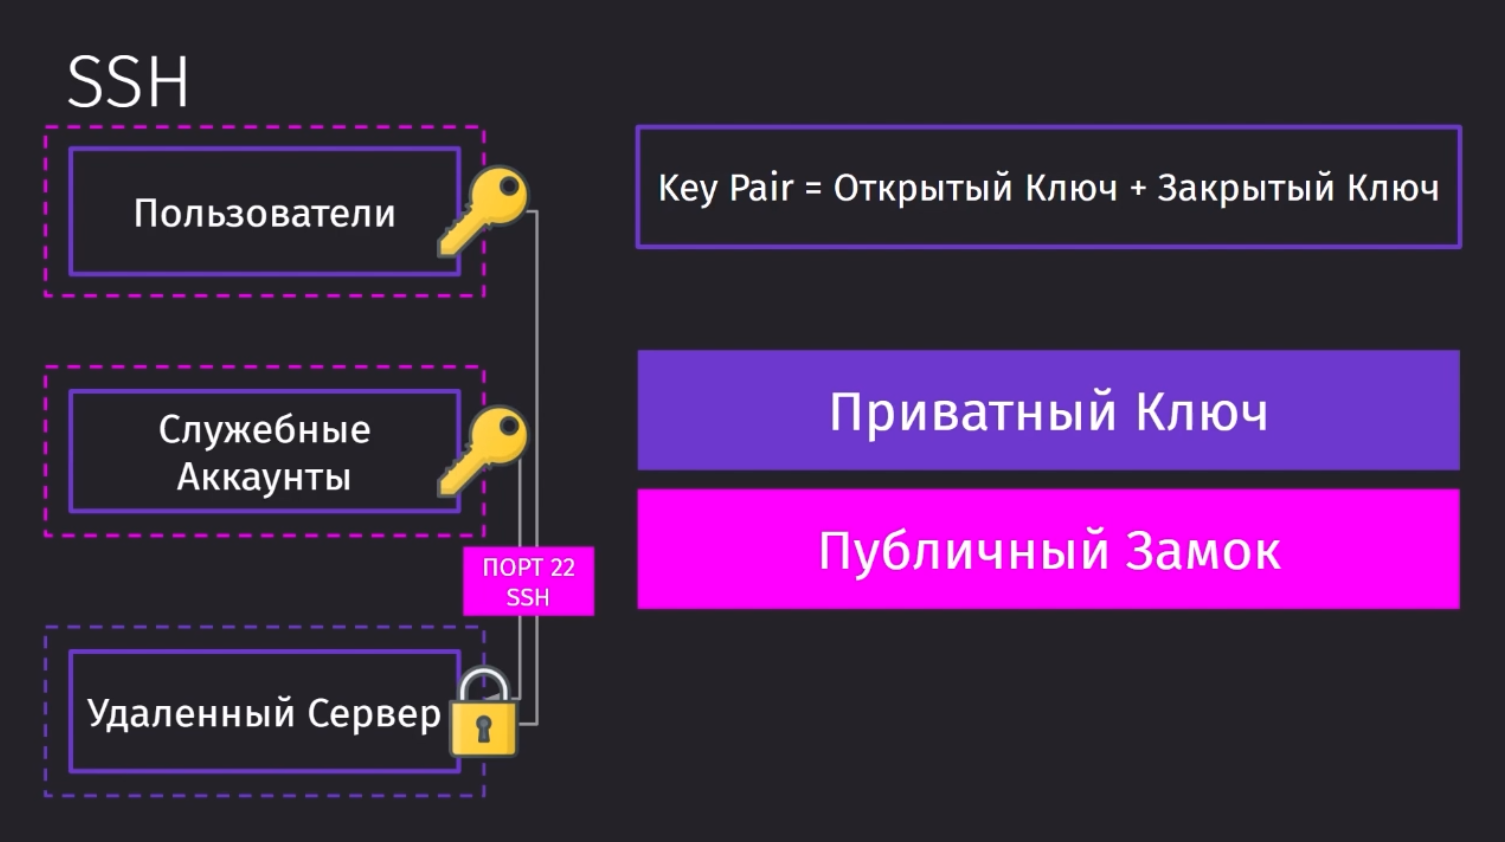 SSH
Пользователи
Key Pair = Открытый Ключ + Закрытый Ключ
Служебные
Аккаунты
Приватный Ключ
Публичный Замок
ПОРТ 22
SSH
Удаленный Сервер